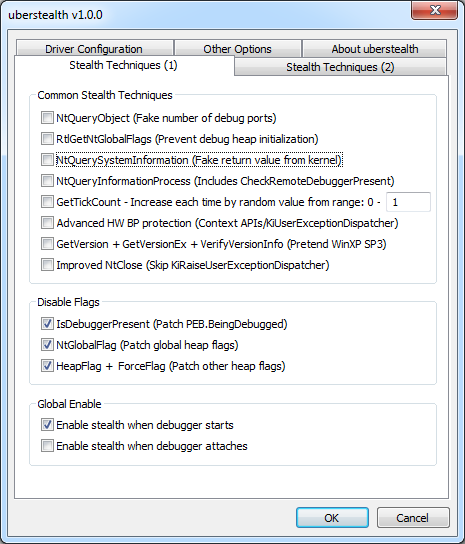 uberstealth v1.0.0
Driver Configuration
Other Options
About uberstealth
Stealth Techniques (1)
Stealth Techniques (2)
Common Stealth Techniques
NtQueryObject (Fake number of debug ports)
RtlGetNtGlobalFlags (Prevent debug heap initialization)
NtQuerySystemInformation (Fake return value from kernel)
NtQueryInformationProcess (Includes CheckRemoteDebuggerPresent)
GetTickCount - Increase each time by random value from range: 0 - 1
Advanced HW BP protection (Context APIs/KiUserExceptionDispatcher)
GetVersion + GetVersionEx + VerifyVersionInfo (Pretend WinXP SP3)
Improved NtClose (Skip KiRaiseUserExceptionDispatcher)
Disable Flags
IsDebuggerPresent (Patch PEB.BeingDebugged)
NtGlobalFlag (Patch global heap flags)
HeapFlag + ForceFlag (Patch other heap flags)
Global Enable
Enable stealth when debugger starts
Enable stealth when debugger attaches
OK
Cancel